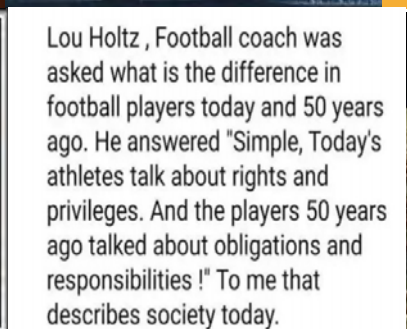 Lou Holtz , Football coach was
asked what is the difference in
football players today and 50 years
ago. He answered "Simple, Today's
athletes talk about rights and
privileges. And the players 50 years
ago talked about obligations and
responsibilities !" To me that
describes society today.